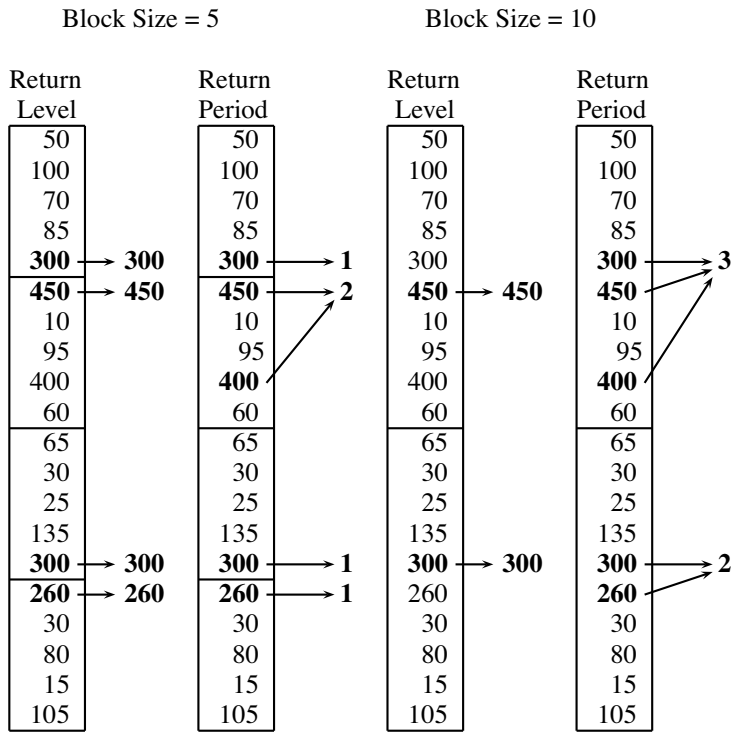 Block Size = 5 Block Size = 10
Return Return Return Return
Level Period Level Period
50 50 50 50
100 100 100 100
70 70 70 70
85 85 85 85
300 300 300 1 300 300 3
450 450 450 2 450 450 450
10 10 10 10
95 95 95 95
400 400 400 400
60 60 60 60
65 65 65 65
30 30 30 30
25 25 25 25
135 135 135 135
300 300 300 1 300 300 300 2
260 260 260 1 260 260
30 30 30 30
80 80 80 80
15 15 15 15
105 105 105 105